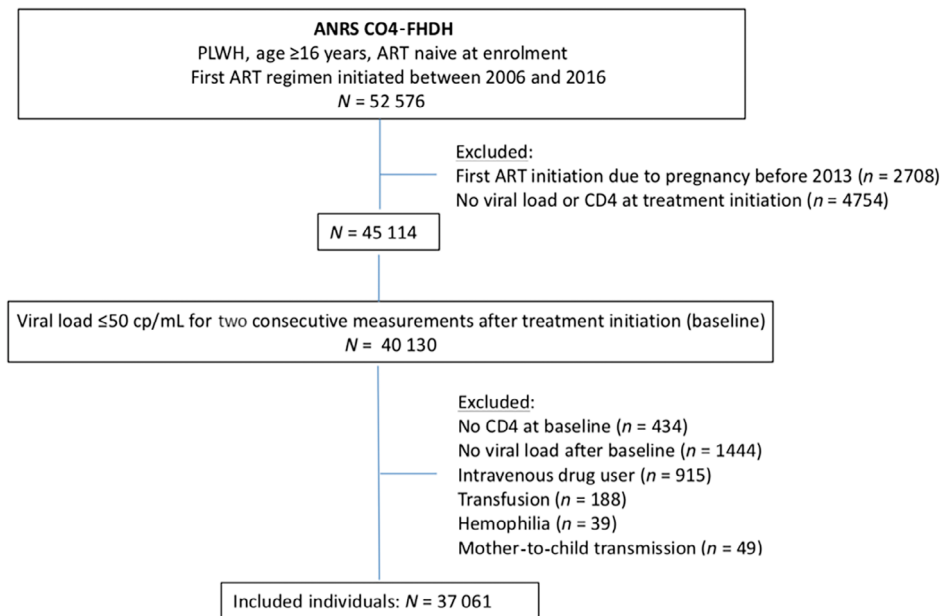 ANRS CO4-FHDH
PLWH, age ≥16 years, ART naive at enrolment
First ART regimen initiated between 2006 and 2016
N = 52 576
Excluded:
First ART initiation due to pregnancy before 2013 (n = 2708)
No viral load or CD4 at treatment initiation (n = 4754)
N = 45 114
Viral load ≤50 cp/mL for two consecutive measurements after treatment initiation (baseline)
N = 40 130
Excluded:
No CD4 at baseline (n = 434)
No viral load after baseline (n = 1444)
Intravenous drug user (n = 915)
Transfusion (n = 188)
Hemophilia (n = 39)
Mother-to-child transmission (n = 49)
Included individuals: N = 37 061